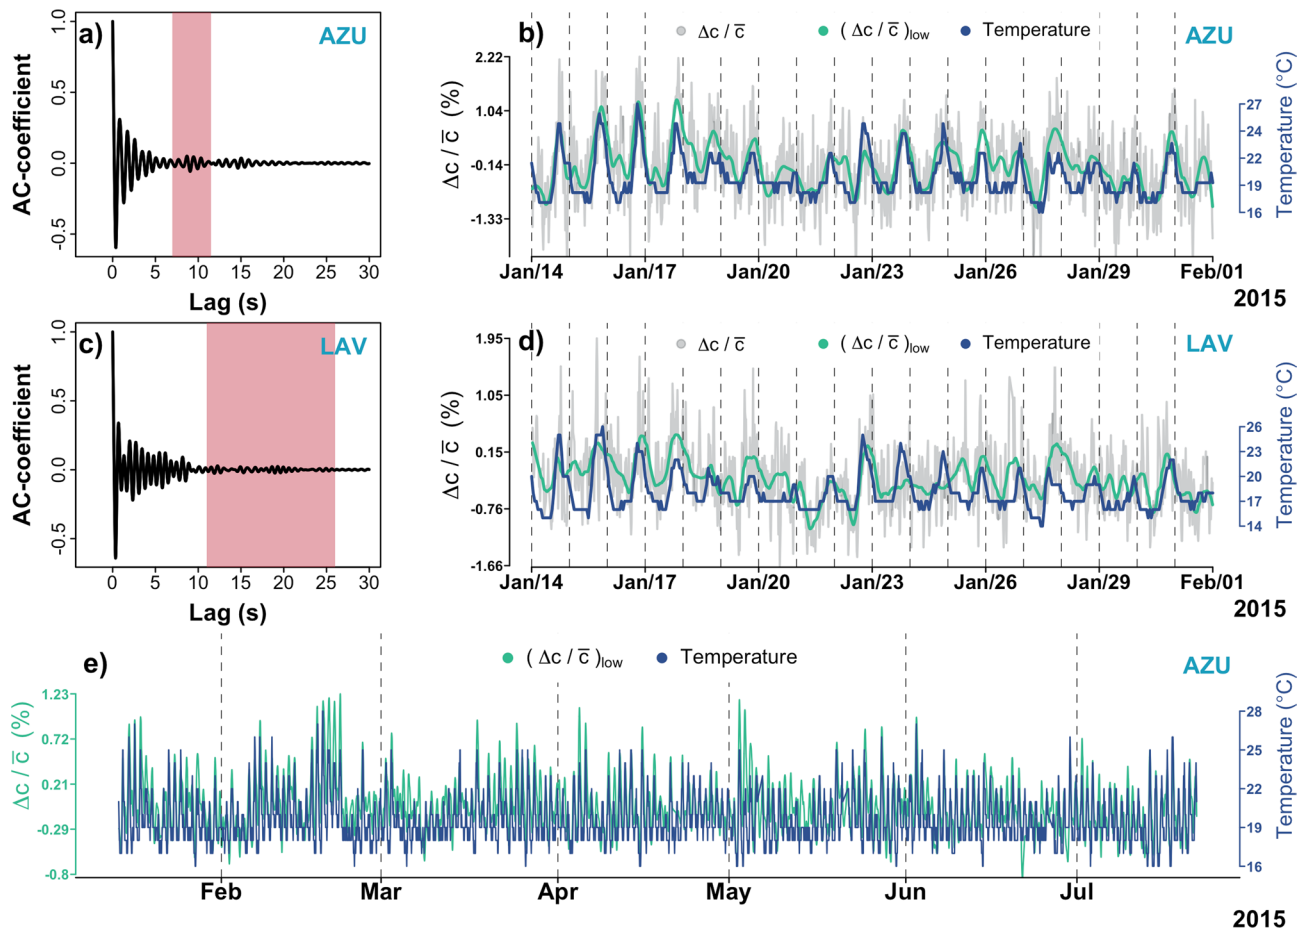 a)
AZU
AC-coefficient
1.0
0.5
0.0
-0.5
0 5 10 15 20 25 30
Lag (s)
b)
Δc / c̅ ( Δc / c̅ )low Temperature
AZU
Δc / c̅ (%)
2.22
1.04
-0.14
-1.33
Temperature (°C)
27
24
22
19
16
Jan/14 Jan/17 Jan/20 Jan/23 Jan/26 Jan/29 Feb/01
2015
c)
LAV
AC-coefficient
1.0
0.5
0.0
-0.5
0 5 10 15 20 25 30
Lag (s)
d)
Δc / c̅ ( Δc / c̅ )low Temperature
LAV
Δc / c̅ (%)
1.95
1.05
0.15
-0.76
-1.66
Temperature (°C)
26
23
20
17
14
Jan/14 Jan/17 Jan/20 Jan/23 Jan/26 Jan/29 Feb/01
2015
e)
( Δc / c̅ )low Temperature
AZU
Δc / c̅ (%)
1.23
0.72
0.21
-0.29
-0.8
Temperature (°C)
28
25
22
19
16
Feb Mar Apr May Jun Jul
2015